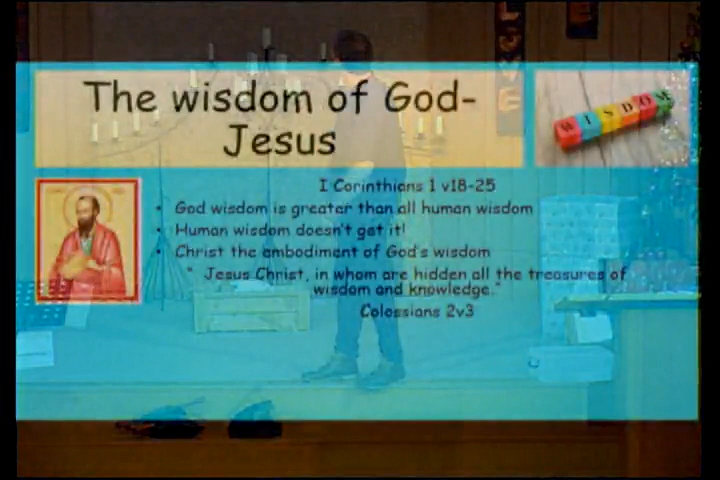 The wisdom of God-
Jesus
WISDOM
I Corinthians 1 v18-25
• God wisdom is greater than all human wisdom
• Human wisdom doesn't get it!
• Christ the embodiment of God's wisdom
" Jesus Christ, in whom are hidden all the treasures of
wisdom and knowledge."
Colossians 2v3